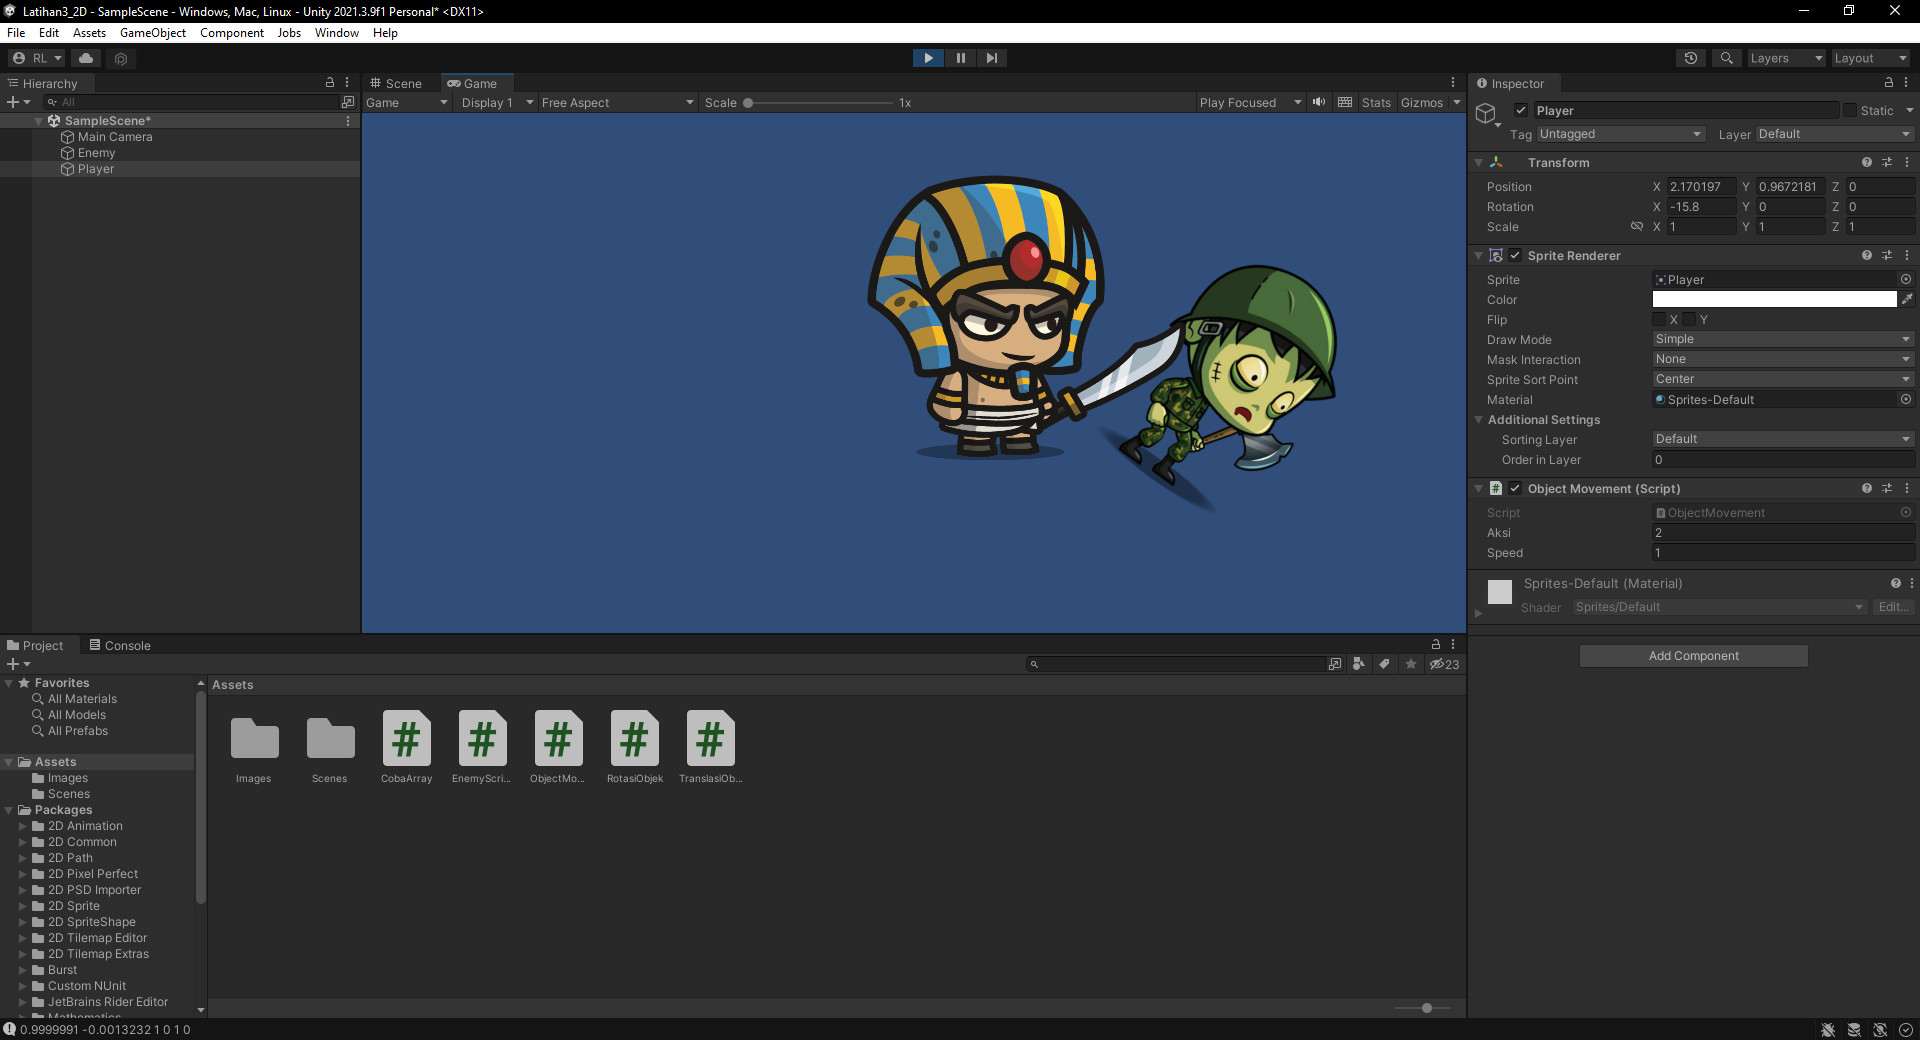 Latihan3_2D - SampleScene - Windows, Mac, Linux - Unity 2021.3.9f1 Personal* <DX11>
File Edit Assets GameObject Component Jobs Window Help
RL Layers Layout
Hierarchy
All
SampleScene*
Main Camera
Enemy
Player
Scene Game
Game Display 1 Free Aspect Scale 1x Play Focused Stats Gizmos
Inspector
Player Static
Tag Untagged Layer Default
Transform
Position X 2.170197 Y 0.9672181 Z 0
Rotation X -15.8 Y 0 Z 0
Scale X 1 Y 1 Z 1
Sprite Renderer
Sprite Player
Color
Flip X Y
Draw Mode Simple
Mask Interaction None
Sprite Sort Point Center
Material Sprites-Default
Additional Settings
Sorting Layer Default
Order in Layer 0
# Object Movement (Script)
Script ObjectMovement
Aksi 2
Speed 1
Sprites-Default (Material)
Shader Sprites/Default Edit...
Add Component
Project Console
23
Favorites
All Materials
All Models
All Prefabs
Assets
Images
Scenes
Packages
2D Animation
2D Common
2D Path
2D Pixel Perfect
2D PSD Importer
2D Sprite
2D SpriteShape
2D Tilemap Editor
2D Tilemap Extras
Burst
Custom NUnit
JetBrains Rider Editor
Mathematics
Assets
# # # # #
Images Scenes CobaArray EnemyScri... ObjectMo... RotasiObjek TranslasiOb...
0.9999991 -0.0013232 1 0 1 0